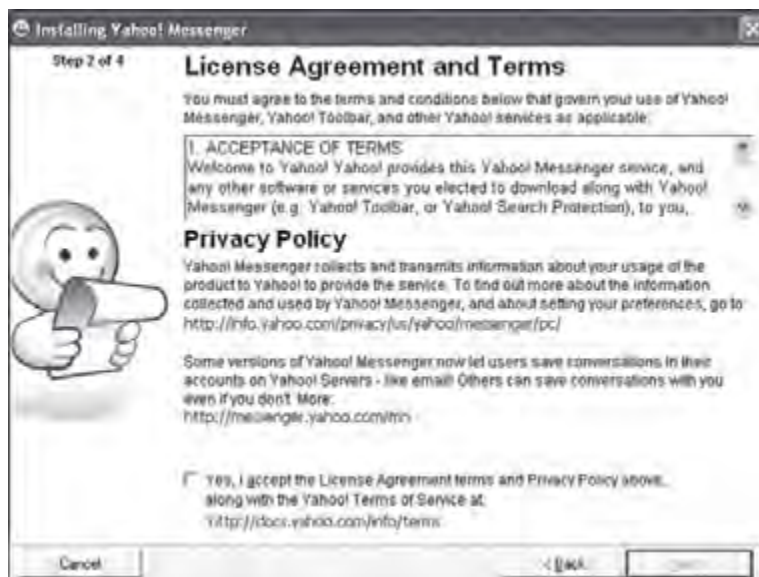 Installing Yahoo! Messenger
Step 2 of 4
License Agreement and Terms
You must agree to the terms and conditions below that govern your use of Yahoo!
Messenger, Yahoo! Toolbar, and other Yahoo! services as applicable:
1. ACCEPTANCE OF TERMS
Welcome to Yahoo! Yahoo! provides this Yahoo! Messenger service, and
any other software or services you elected to download along with Yahoo!
Messenger (e.g. Yahoo! Toolbar, or Yahoo! Search Protection), to you,
Privacy Policy
Yahoo! Messenger collects and transmits information about your usage of the
product to Yahoo! to provide the service. To find out more about the information
collected and used by Yahoo! Messenger, and about setting your preferences, go to
http://info.yahoo.com/privacy/us/yahoo/messenger/pc/
Some versions of Yahoo! Messenger now let users save conversations in their
accounts on Yahoo! Servers - like email! Others can save conversations with you
even if you don't. More:
http://messenger.yahoo.com/mn
Yes, I accept the License Agreement terms and Privacy Policy above,
along with the Yahoo! Terms of Service at:
http://docs.yahoo.com/info/terms
Cancel
< Back